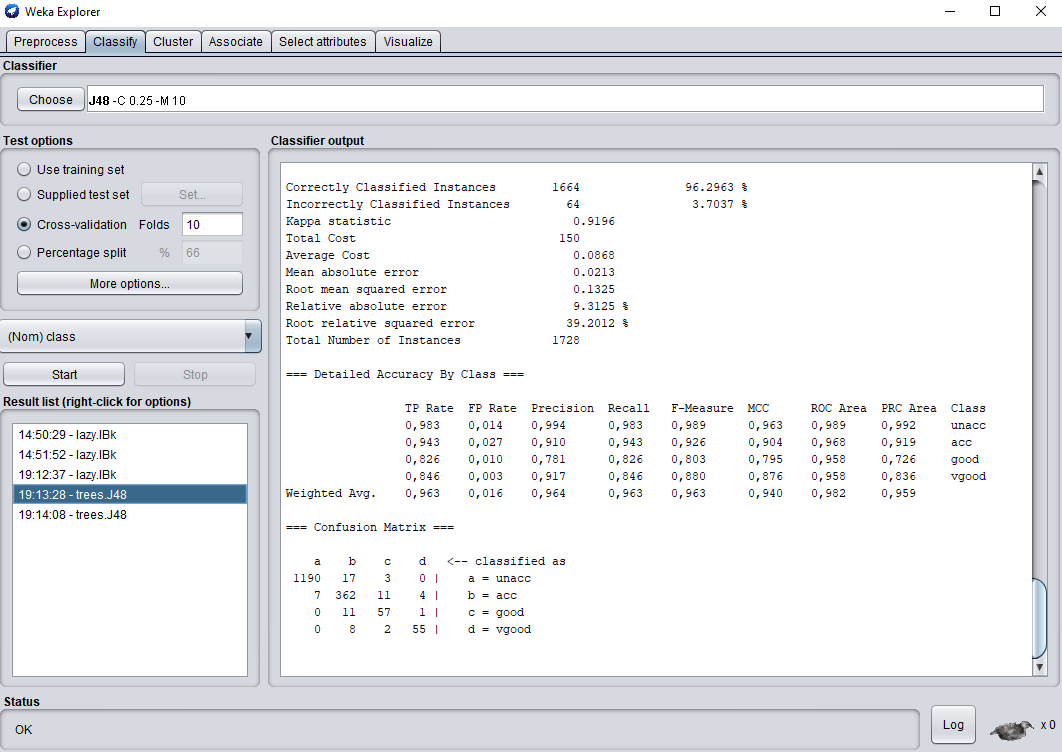 Weka Explorer
Preprocess Classify Cluster Associate Select attributes Visualize
Classifier
Choose J48 -C 0.25 -M 10
Test options
Use training set
Supplied test set Set...
Cross-validation Folds 10
Percentage split % 66
More options...
(Nom) class
Start Stop
Result list (right-click for options)
14:50:29 - lazy.IBk
14:51:52 - lazy.IBk
19:12:37 - lazy.IBk
19:13:28 - trees.J48
19:14:08 - trees.J48
Classifier output
Correctly Classified Instances 1664 96.2963 %
Incorrectly Classified Instances 64 3.7037 %
Kappa statistic 0.9196
Total Cost 150
Average Cost 0.0868
Mean absolute error 0.0213
Root mean squared error 0.1325
Relative absolute error 9.3125 %
Root relative squared error 39.2012 %
Total Number of Instances 1728
=== Detailed Accuracy By Class ===
TP Rate FP Rate Precision Recall F-Measure MCC ROC Area PRC Area Class
0,983 0,014 0,994 0,983 0,989 0,963 0,989 0,992 unacc
0,943 0,027 0,910 0,943 0,926 0,904 0,968 0,919 acc
0,826 0,010 0,781 0,826 0,803 0,795 0,958 0,726 good
0,846 0,003 0,917 0,846 0,880 0,876 0,958 0,836 vgood
Weighted Avg. 0,963 0,016 0,964 0,963 0,963 0,940 0,982 0,959
=== Confusion Matrix ===
a b c d <-- classified as
1190 17 3 0 | a = unacc
7 362 11 4 | b = acc
0 11 57 1 | c = good
0 8 2 55 | d = vgood
Status
OK
Log x 0